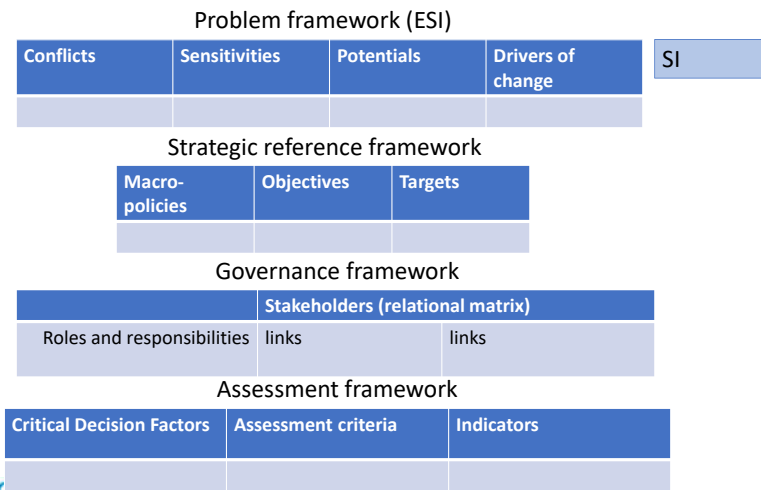 Problem framework (ESI)
Conflicts Sensitivities Potentials Drivers of
change
SI
Strategic reference framework
Macro-
policies Objectives Targets
Governance framework
Stakeholders (relational matrix)
Roles and responsibilities links links
Assessment framework
Critical Decision Factors Assessment criteria Indicators